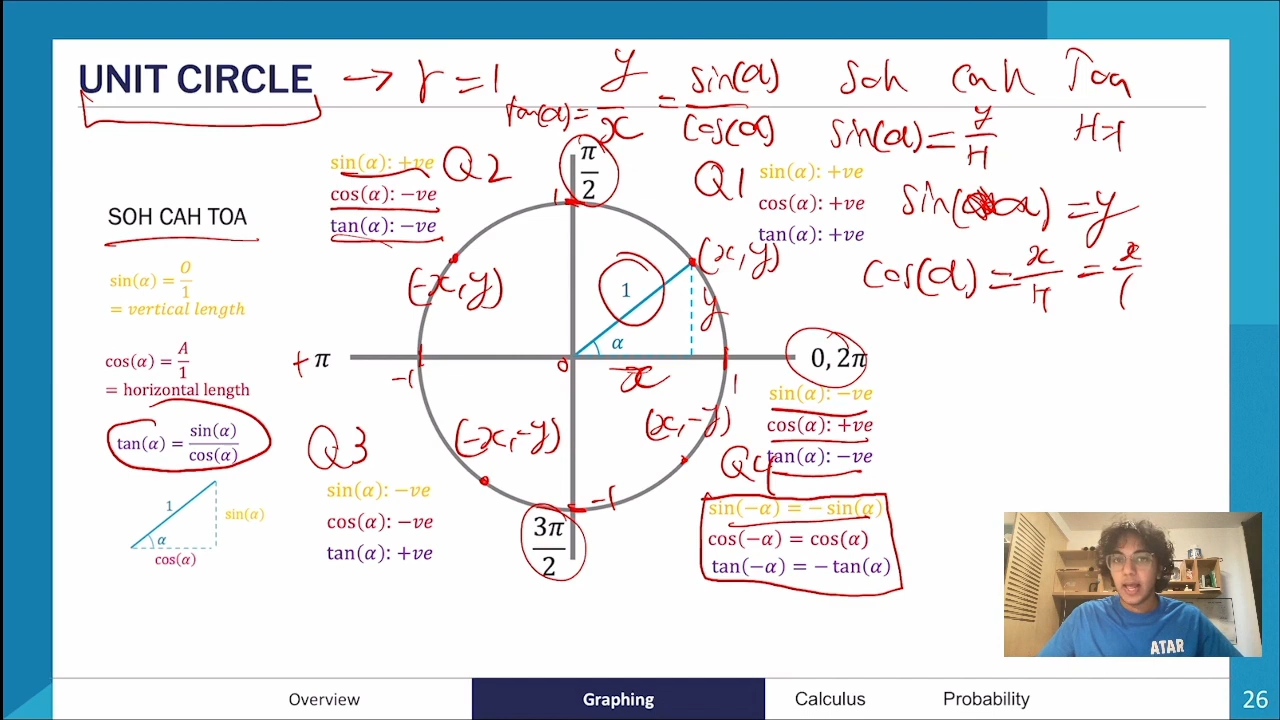 UNIT CIRCLE → r = 1
tan(α) = y/x = sin(α)/cos(α)
Soh Cah Toa
sin(α) = y/H
H=1
sin(α) = y
cos(α) = x/H = x/1
SOH CAH TOA
sin(α) = O/1
= vertical length
cos(α) = A/1
= horizontal length
tan(α) = sin(α)/cos(α)
1
α
sin(α)
cos(α)
sin(α): +ve
cos(α): −ve
tan(α): −ve
Q2
π/2
1
Q1
sin(α): +ve
cos(α): +ve
tan(α): +ve
(-x, y)
(x, y)
1
y
α
x
+ π
-1
0
1
0, 2π
Q3
(-x, -y)
(x, -y)
-1
3π/2
sin(α): −ve
cos(α): −ve
tan(α): +ve
sin(α): −ve
cos(α): +ve
tan(α): −ve
Q4
sin(−α) = − sin(α)
cos(−α) = cos(α)
tan(−α) = − tan(α)
ATAR
Overview
Graphing
Calculus
Probability
26